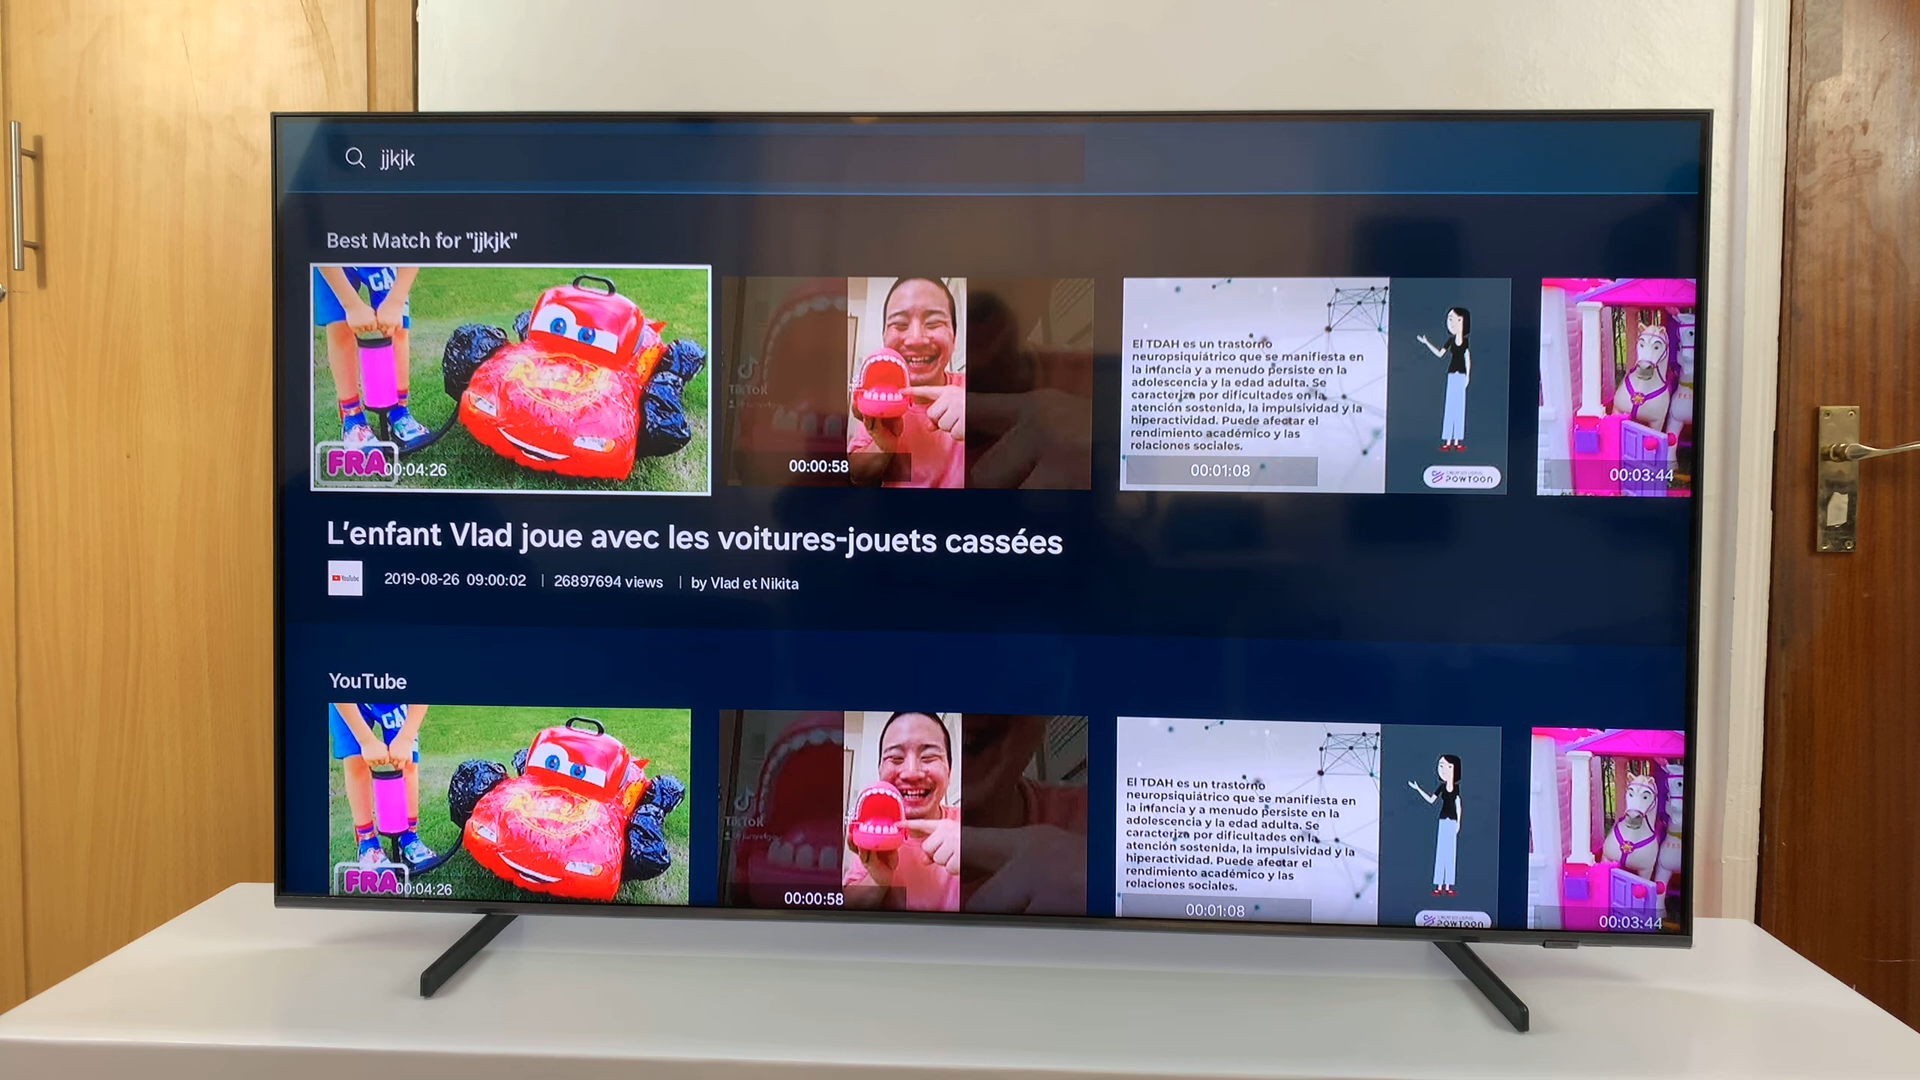 jjkjk
Best Match for "jjkjk"
CA
FRA
00:04:26
TikTok
00:00:58
El TDAH es un trastorno
neuropsiquiátrico que se manifiesta en
la infancia y a menudo persiste en la
adolescencia y la edad adulta. Se
caracteriza por dificultades en la
atención sostenida, la impulsividad y la
hiperactividad. Puede afectar el
rendimiento académico y las
relaciones sociales.
00:01:08
POWTOON
00:03:44
L'enfant Vlad joue avec les voitures-jouets cassées
YouTube
2019-08-26 09:00:02 | 26897694 views | by Vlad et Nikita
YouTube
CA
FRA
00:04:26
TikTok
00:00:58
El TDAH es un trastorno
neuropsiquiátrico que se manifiesta en
la infancia y a menudo persiste en la
adolescencia y la edad adulta. Se
caracteriza por dificultades en la
atención sostenida, la impulsividad y la
hiperactividad. Puede afectar el
rendimiento académico y las
relaciones sociales.
00:01:08
POWTOON
00:03:44